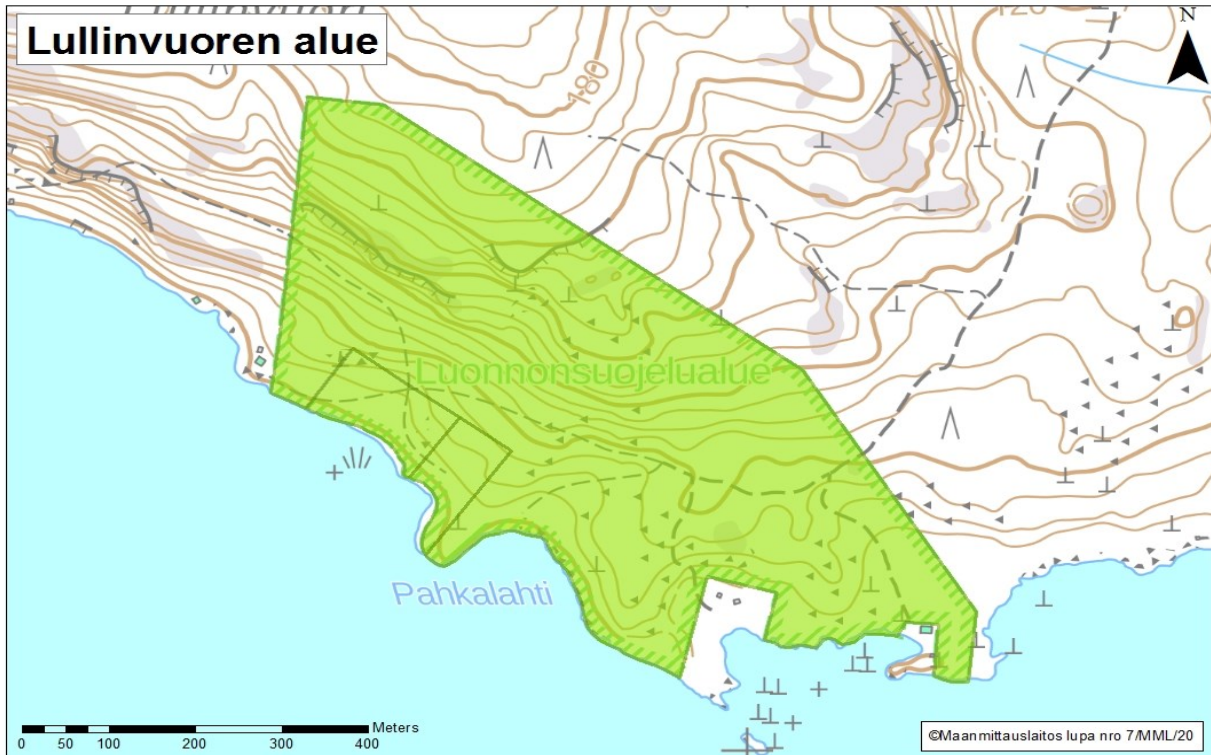 Lullinvuoren alue
N
180
Luonnonsuojelualue
Pahkalahti
Meters
0 50 100 200 300 400
©Maanmittauslaitos lupa nro 7/MML/20